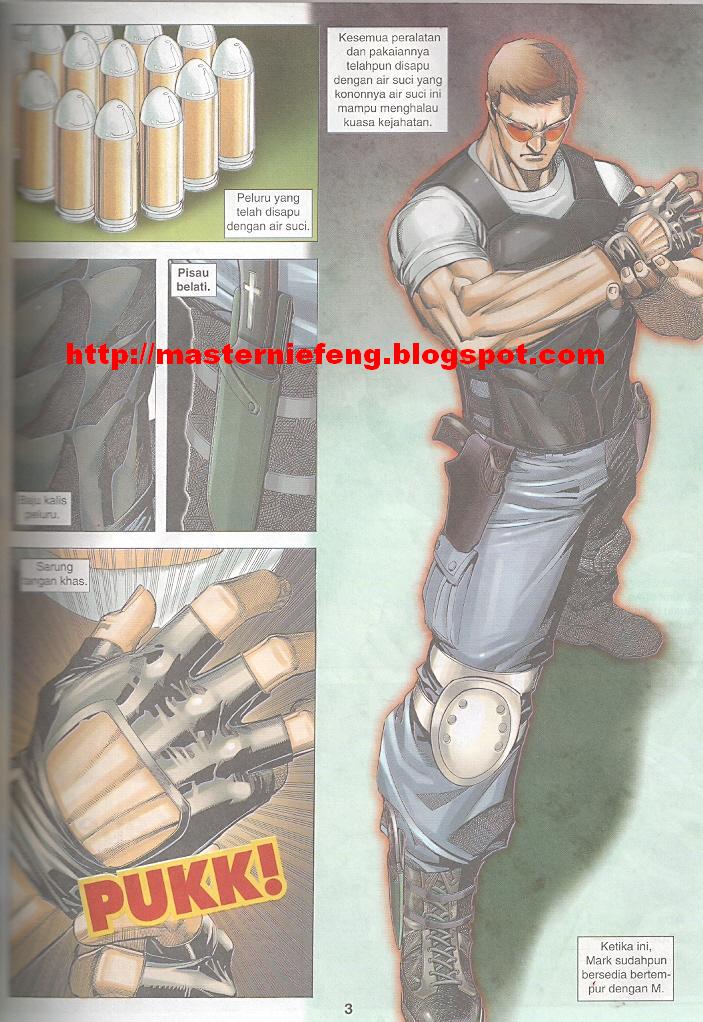 Peluru yang
telah disapu
dengan air suci.
Pisau
belati.
Baju kalis
peluru.
Sarung
tangan khas.
PUKK!
Kesemua peralatan
dan pakaiannya
telahpun disapu
dengan air suci yang
kononnya air suci ini
mampu menghalau
kuasa kejahatan.
http://masterniefeng.blogspot.com
Ketika ini,
Mark sudahpun
bersedia bertem-
pur dengan M.
3